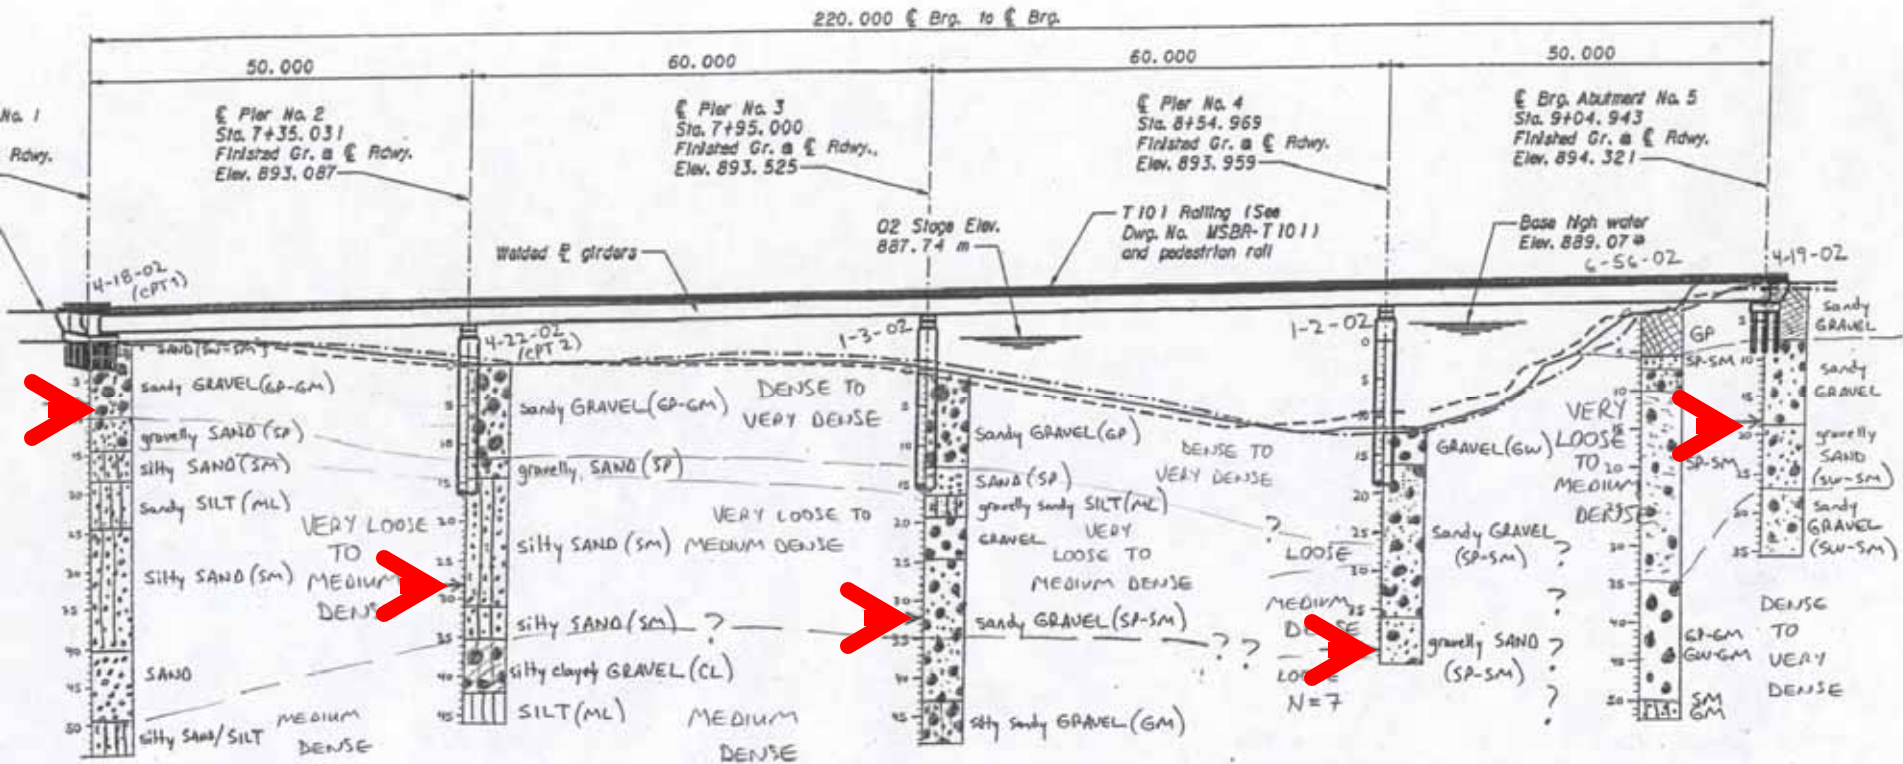 220.000 ℄ Brg. to ℄ Brg.
50.000
60.000
60.000
50.000
No. 1
Rdwy.
℄ Pier No. 2
Sta. 7+35.031
Finished Gr. @ ℄ Rdwy.
Elev. 893.087
℄ Pier No. 3
Sta. 7+95.000
Finished Gr. @ ℄ Rdwy.
Elev. 893.525
℄ Pier No. 4
Sta. 8+54.969
Finished Gr. @ ℄ Rdwy.
Elev. 893.959
℄ Brg. Abutment No. 5
Sta. 9+04.943
Finished Gr. @ ℄ Rdwy.
Elev. 894.321
Welded ℄ girders
Q2 Stage Elev.
887.74 m
T101 Railing (See
Dwg. No. MSBR-T101)
and pedestrian rail
Base high water
Elev. 889.07
4-18-02
(CPT 1)
4-22-02
(CPT 2)
1-3-02
1-2-02
6-56-02
4-19-02
SAND (SW-SM)
sandy GRAVEL (GP-GM)
gravelly SAND (SP)
silty SAND (SM)
sandy SILT (ML)
silty SAND (SM)
SAND
silty SAND/SILT
VERY LOOSE
TO
MEDIUM
DENSE
MEDIUM
DENSE
sandy GRAVEL (GP-GM)
gravelly SAND (SP)
silty SAND (SM)
silty SAND (SM) ?
silty clayey GRAVEL (CL)
SILT (ML)
DENSE TO
VERY DENSE
VERY LOOSE TO
MEDIUM DENSE
MEDIUM
DENSE
sandy GRAVEL (GP)
SAND (SP)
gravelly sandy SILT (ML)
GRAVEL
sandy GRAVEL (SP-SM)
silty sandy GRAVEL (GM)
DENSE TO
VERY DENSE
VERY
LOOSE TO
MEDIUM DENSE
?
? ?
LOOSE
MEDIUM
DENSE
LOOSE
N=7
GRAVEL (GW)
sandy GRAVEL
(SP-SM)
gravelly SAND
(SP-SM)
?
?
?
?
VERY
LOOSE
TO
MEDIUM
DENSE
GP
SP-SM
SP-SM
GP-GM
GW-GM
SM
GM
sandy
GRAVEL
sandy
GRAVEL
gravelly
SAND
(SW-SM)
sandy
GRAVEL
(SW-SM)
DENSE
TO
VERY
DENSE